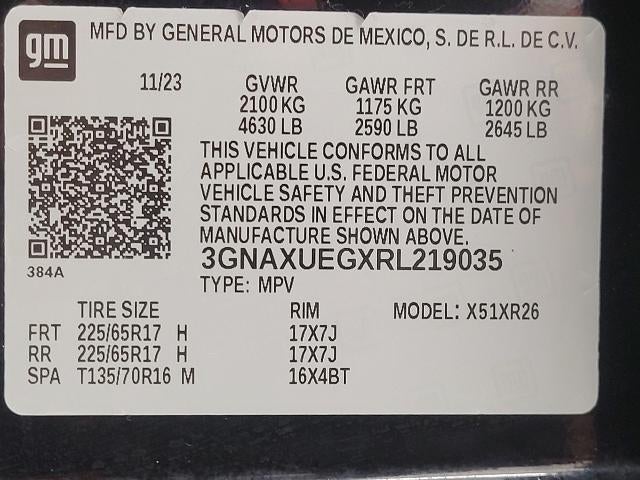 gm
MFD BY GENERAL MOTORS DE MEXICO, S. DE R.L. DE C.V.
11/23 GVWR GAWR FRT GAWR RR
2100 KG 1175 KG 1200 KG
4630 LB 2590 LB 2645 LB
THIS VEHICLE CONFORMS TO ALL
APPLICABLE U.S. FEDERAL MOTOR
VEHICLE SAFETY AND THEFT PREVENTION
STANDARDS IN EFFECT ON THE DATE OF
MANUFACTURE SHOWN ABOVE.
384A
3GNAXUEGXRL219035
TYPE: MPV
TIRE SIZE RIM MODEL: X51XR26
FRT 225/65R17 H 17X7J
RR 225/65R17 H 17X7J
SPA T135/70R16 M 16X4BT